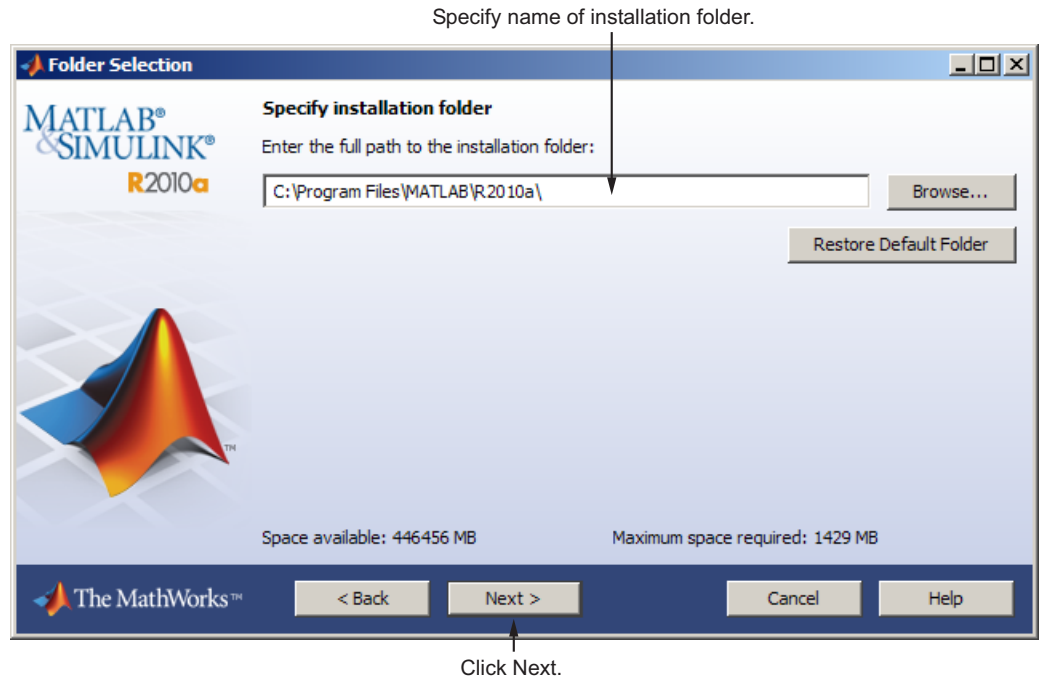 Specify name of installation folder.
Folder Selection
MATLAB®
&SIMULINK®
R2010a
Specify installation folder
Enter the full path to the installation folder:
C:\Program Files\MATLAB\R2010a\
Browse...
Restore Default Folder
TM
Space available: 446456 MB
Maximum space required: 1429 MB
The MathWorks™
< Back
Next >
Cancel
Help
Click Next.